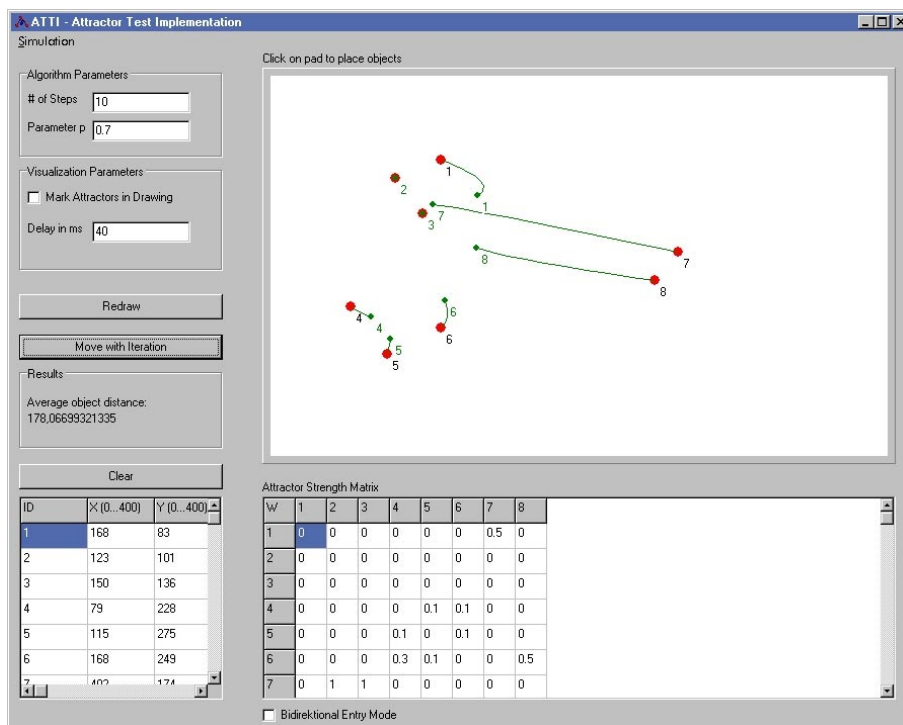 ATTI - Attractor Test Implementation
Simulation
Click on pad to place objects
Algorithm Parameters
# of Steps 10
Parameter p 0.7
Visualization Parameters
Mark Attractors in Drawing
Delay in ms 40
Redraw
Move with Iteration
Results
Average object distance:
178,06699321335
Clear
1
2
1
7
3
8
7
8
4
4
6
6
5
5
ID X (0...400) Y (0...400)
1 168 83
2 123 101
3 150 136
4 79 228
5 115 275
6 168 249
7 402 174
Attractor Strength Matrix
W 1 2 3 4 5 6 7 8
1 0 0 0 0 0 0 0.5 0
2 0 0 0 0 0 0 0 0
3 0 0 0 0 0 0 0 0
4 0 0 0 0 0.1 0.1 0 0
5 0 0 0 0.1 0 0.1 0 0
6 0 0 0 0.3 0.1 0 0 0.5
7 0 1 1 0 0 0 0 0
Bidirektional Entry Mode